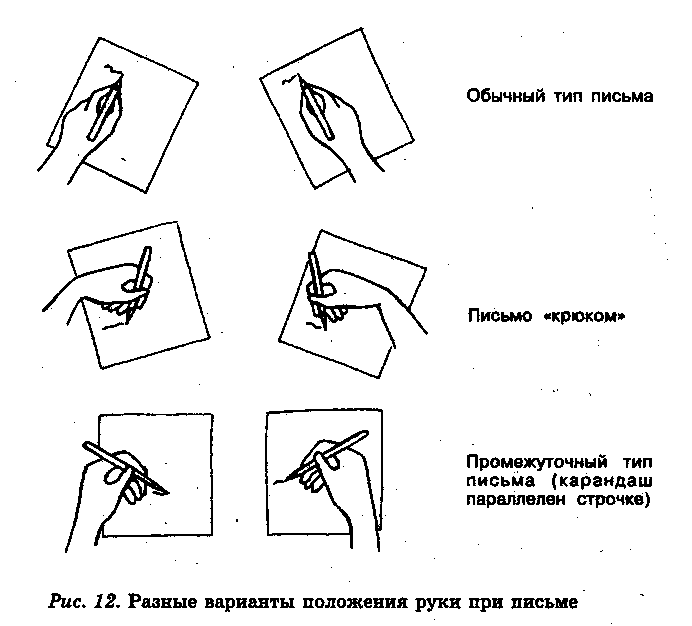 Обычный тип письма
Письмо «крюком»
Промежуточный тип
письма (карандаш
параллелен строчке)
Рис. 12. Разные варианты положения руки при письме